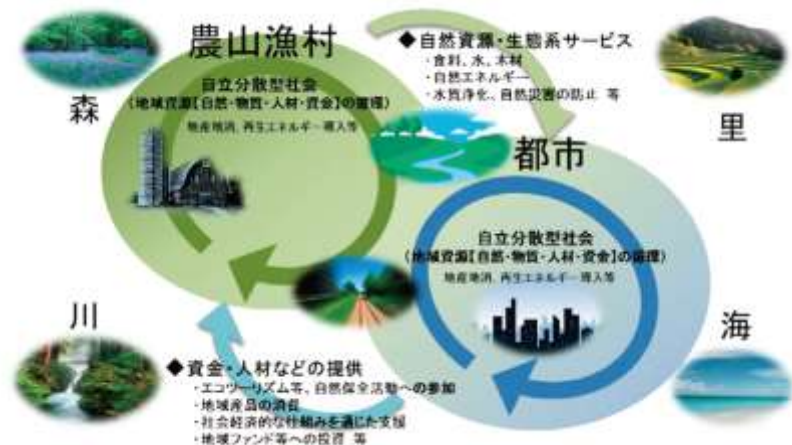 農山漁村
◆自然資源・生態系サービス
・食料、水、木材
・自然エネルギー
・水質浄化、自然災害の防止 等
森
自立分散型社会
(地域資源【自然・物質・人材・資金】の循環)
地産地消、再生エネルギー導入等
里
都市
自立分散型社会
(地域資源【自然・物質・人材・資金】の循環)
地産地消、再生エネルギー導入等
川
海
◆資金・人材などの提供
・エコツーリズム等、自然保全活動への参加
・地域産品の消費
・社会経済的な仕組みを通じた支援
・地域ファンド等への投資 等